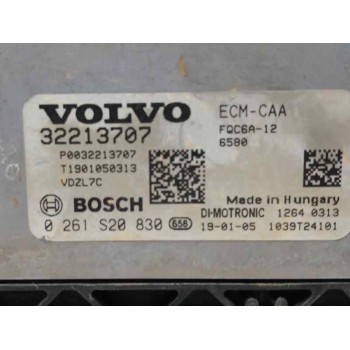 VOLVO
32213707
P0032213707
T1901050313
VDZL7C
BOSCH
0 261 S20 830 656
ECM-CAA
FQC6A-12
6580
Made in Hungary
DI-MOTRONIC 1264 0313
19-01-05 1039T24101